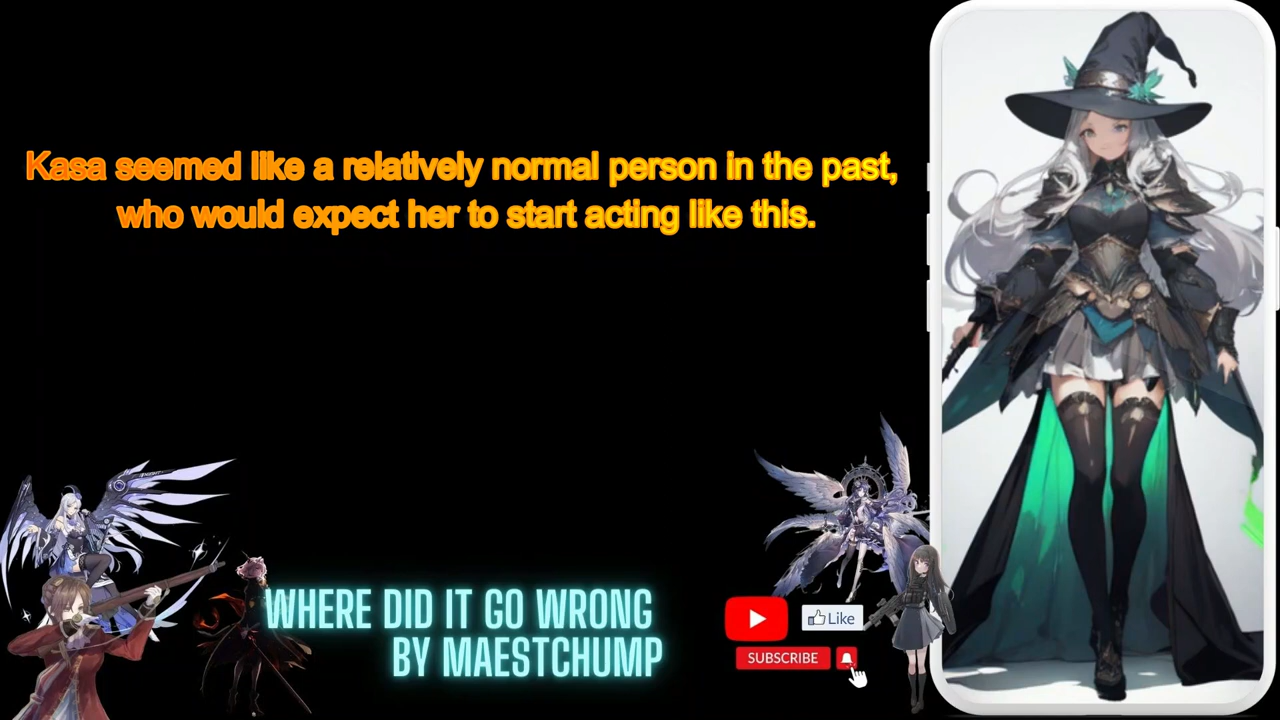 Kasa seemed like a relatively normal person in the past,
who would expect her to start acting like this.
WHERE DID IT GO WRONG
BY MAESTCHUMP
Like
SUBSCRIBE